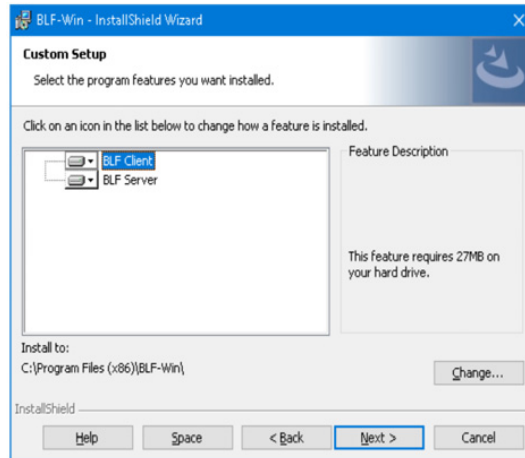 BLF-Win - InstallShield Wizard
Custom Setup
Select the program features you want installed.
Click on an icon in the list below to change how a feature is installed.
BLF Client
BLF Server
Feature Description
This feature requires 27MB on
your hard drive.
Install to:
C:\Program Files (x86)\BLF-Win\
Change...
InstallShield
Help
Space
< Back
Next >
Cancel